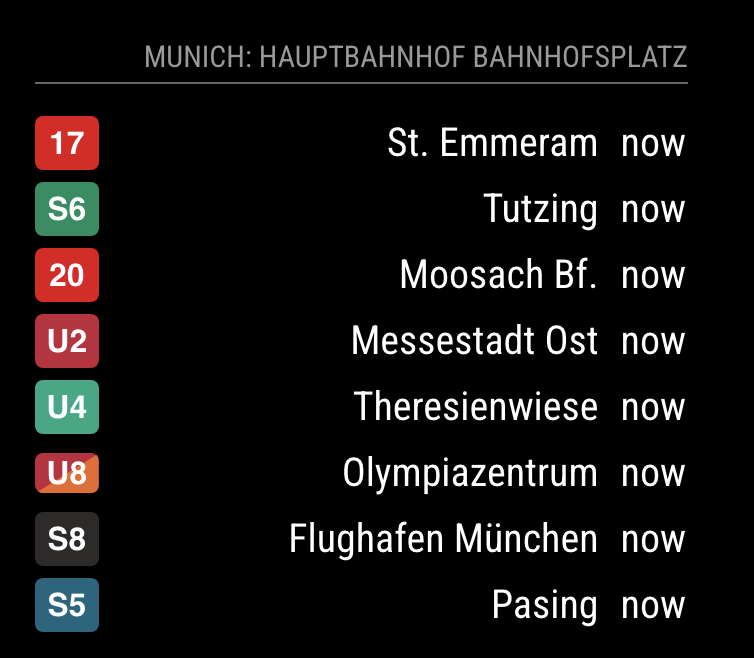 MUNICH: HAUPTBAHNHOF BAHNHOFSPLATZ
17 St. Emmeram now
S6 Tutzing now
20 Moosach Bf. now
U2 Messestadt Ost now
U4 Theresienwiese now
U8 Olympiazentrum now
S8 Flughafen München now
S5 Pasing now